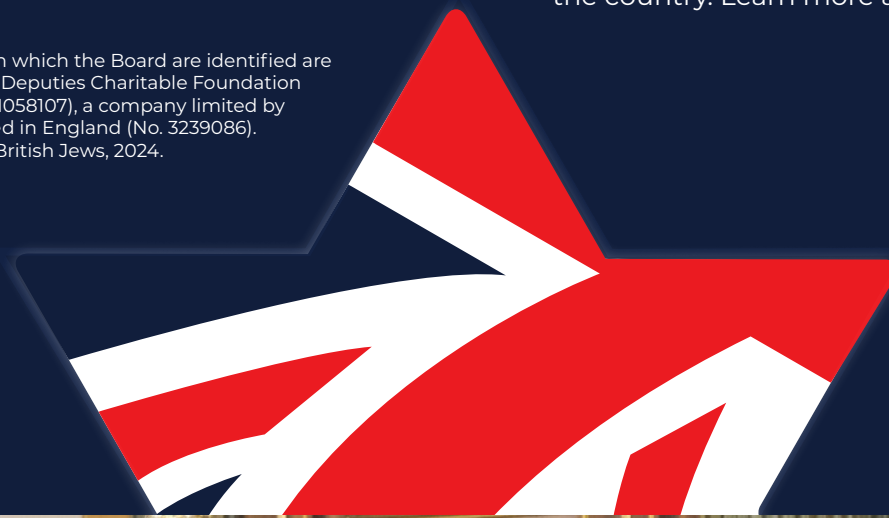 the country. Learn more
which the Board are identified are
Deputies Charitable Foundation
1058107), a company limited by
in England (No. 3239086).
British Jews, 2024.